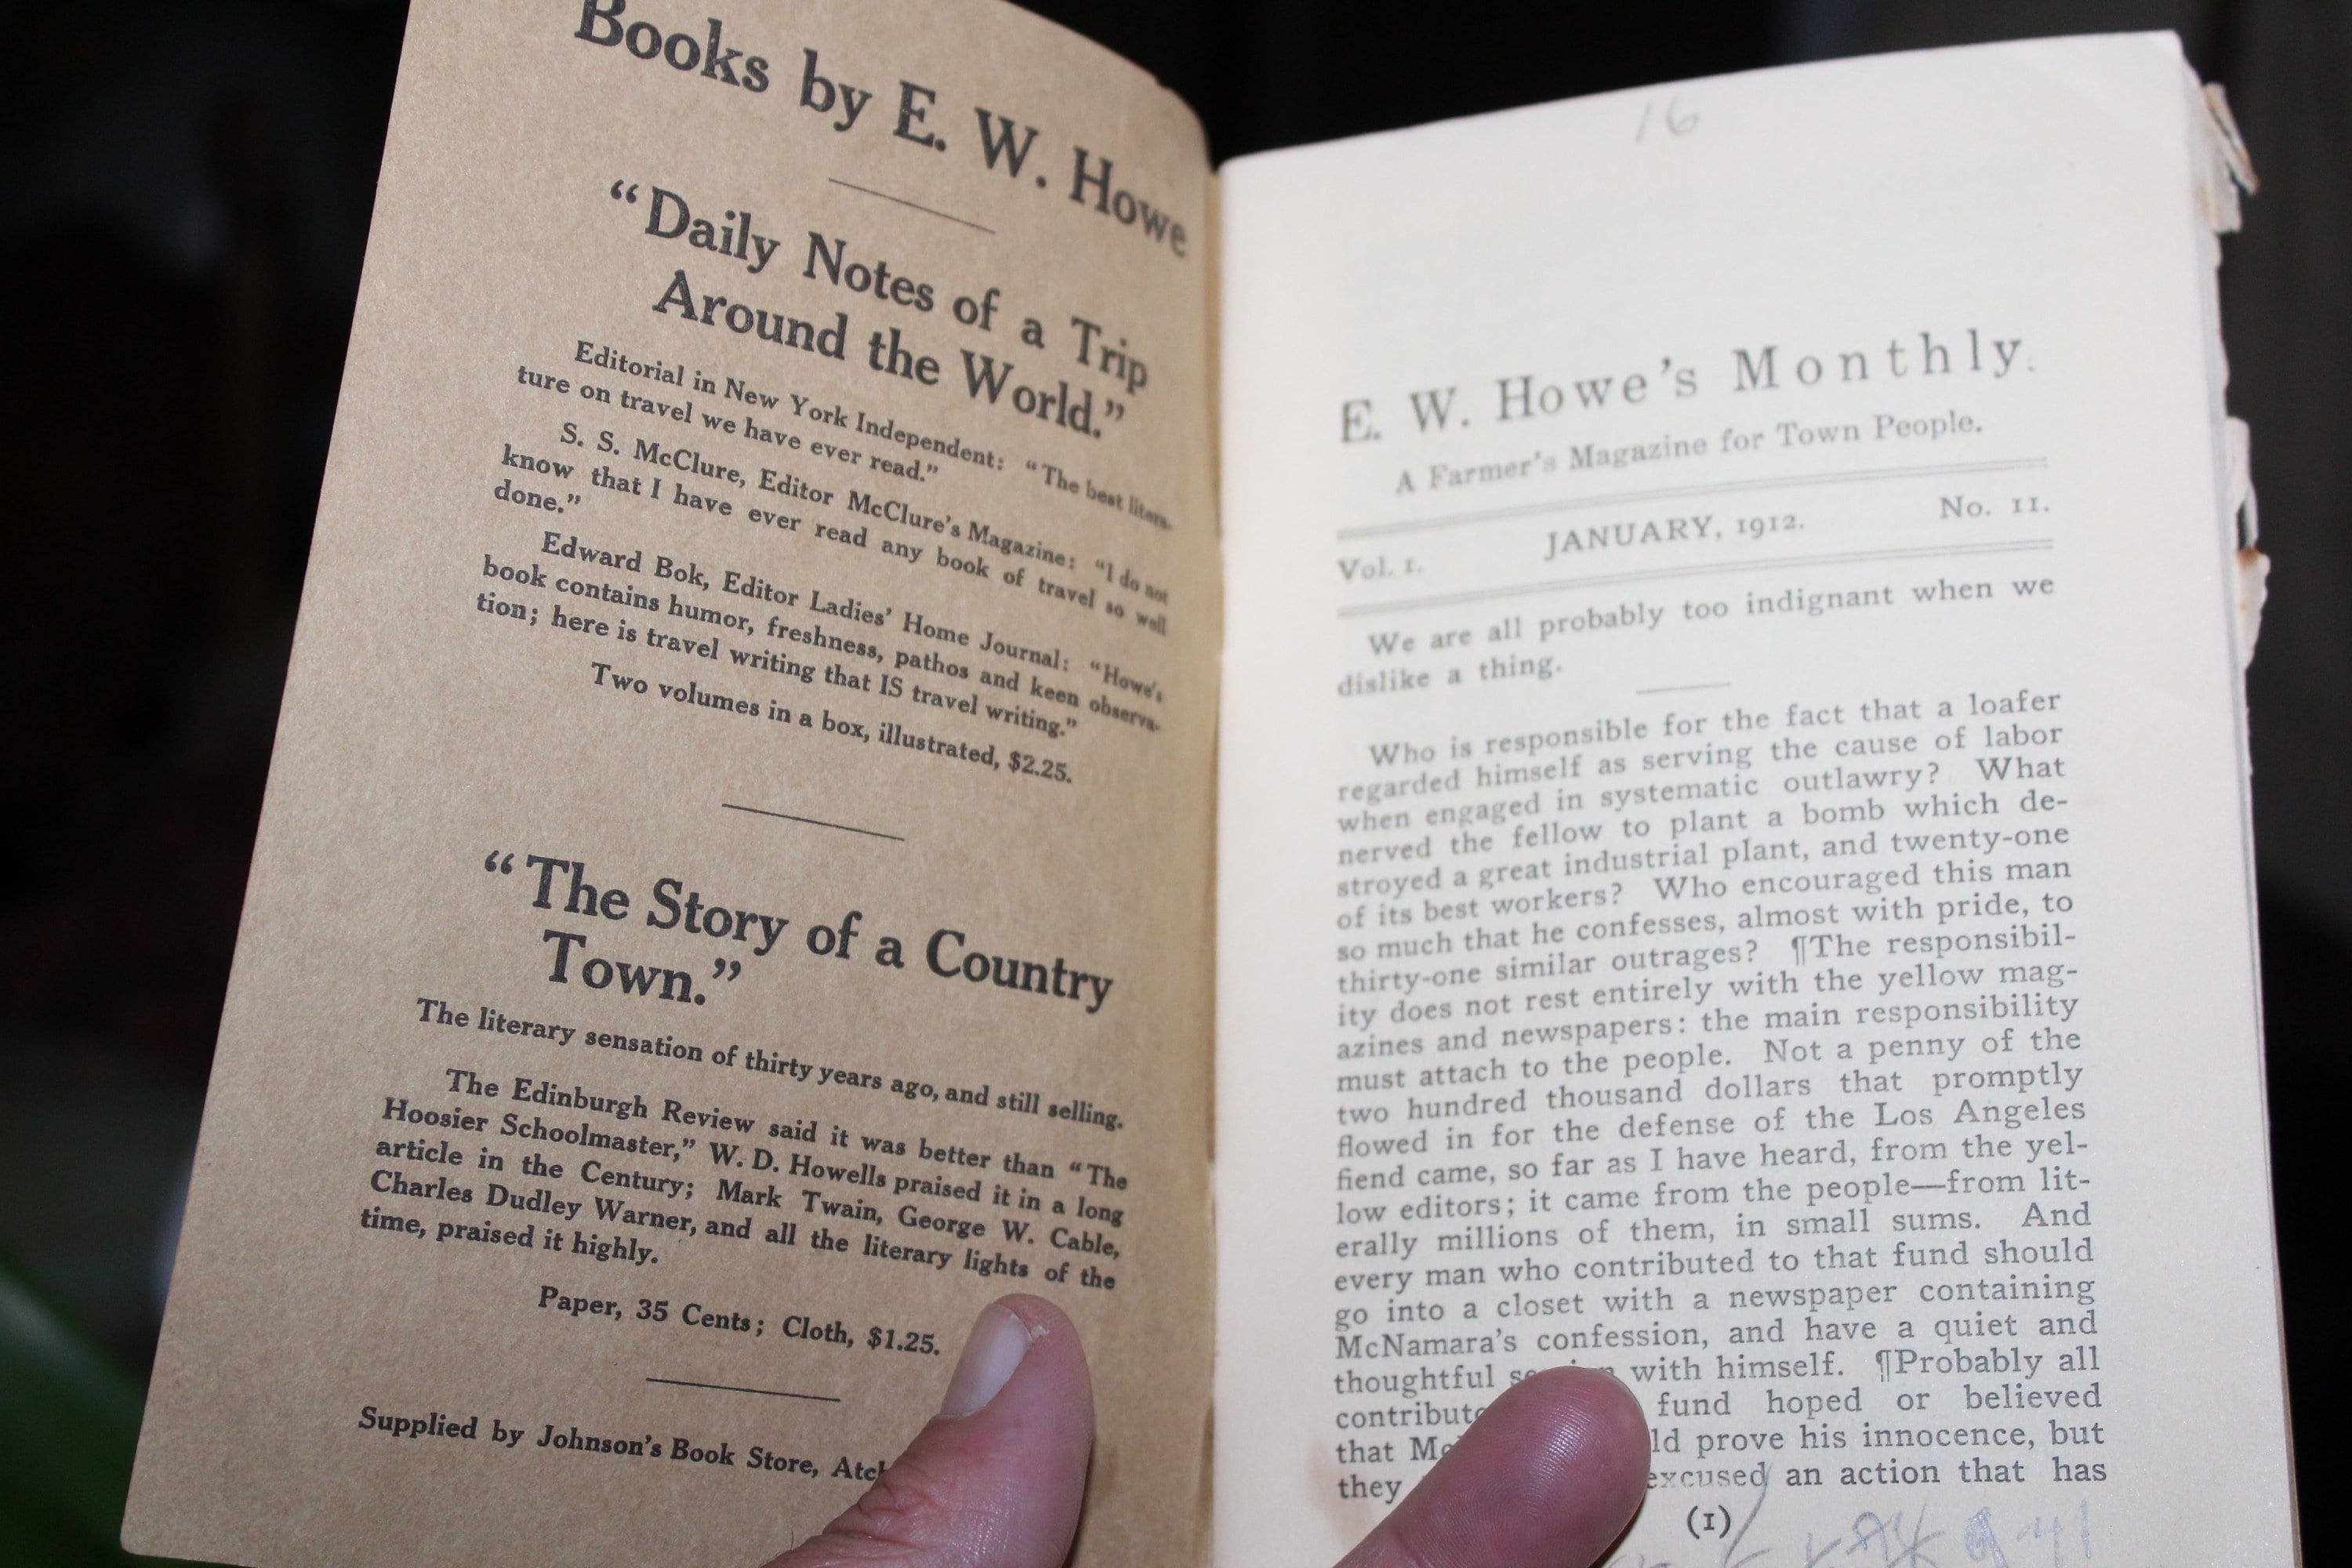 Books by E. W. Howe
“Daily Notes of a Trip
Around the World.”
Editorial in New York Independent: “The best litera-
ture on travel we have ever read.”
S. S. McClure, Editor McClure’s Magazine: “I do not
know that I have ever read any book of travel so well
done.”
Edward Bok, Editor Ladies’ Home Journal: “Howe’s
book contains humor, freshness, pathos and keen observa-
tion; here is travel writing that IS travel writing.”
Two volumes in a box, illustrated, $2.25.
“The Story of a Country
Town.”
The literary sensation of thirty years ago, and still selling.
The Edinburgh Review said it was better than “The
Hoosier Schoolmaster,” W. D. Howells praised it in a long
article in the Century; Mark Twain, George W. Cable,
Charles Dudley Warner, and all the literary lights of the
time, praised it highly.
Paper, 35 Cents; Cloth, $1.25.
Supplied by Johnson’s Book Store,
16
E. W. Howe’s Monthly.
A Farmer’s Magazine for Town People.
Vol. 1. JANUARY, 1912. No. 11.
We are all probably too indignant when we
dislike a thing.
Who is responsible for the fact that a loafer
regarded himself as serving the cause of labor
when engaged in systematic outlawry? What
nerved the fellow to plant a bomb which de-
stroyed a great industrial plant, and twenty-one
of its best workers? Who encouraged this man
so much that he confesses, almost with pride, to
thirty-one similar outrages? ¶The responsibil-
ity does not rest entirely with the yellow mag-
azines and newspapers: the main responsibility
must attach to the people. Not a penny of the
two hundred thousand dollars that promptly
flowed in for the defense of the Los Angeles
fiend came, so far as I have heard, from the yel-
low editors; it came from the people—from lit-
erally millions of them, in small sums. And
every man who contributed to that fund should
go into a closet with a newspaper containing
McNamara’s confession, and have a quiet and
thoughtful with himself. ¶Probably all
fund hoped or believed
that prove his innocence, but
they excused an action that has
(1)